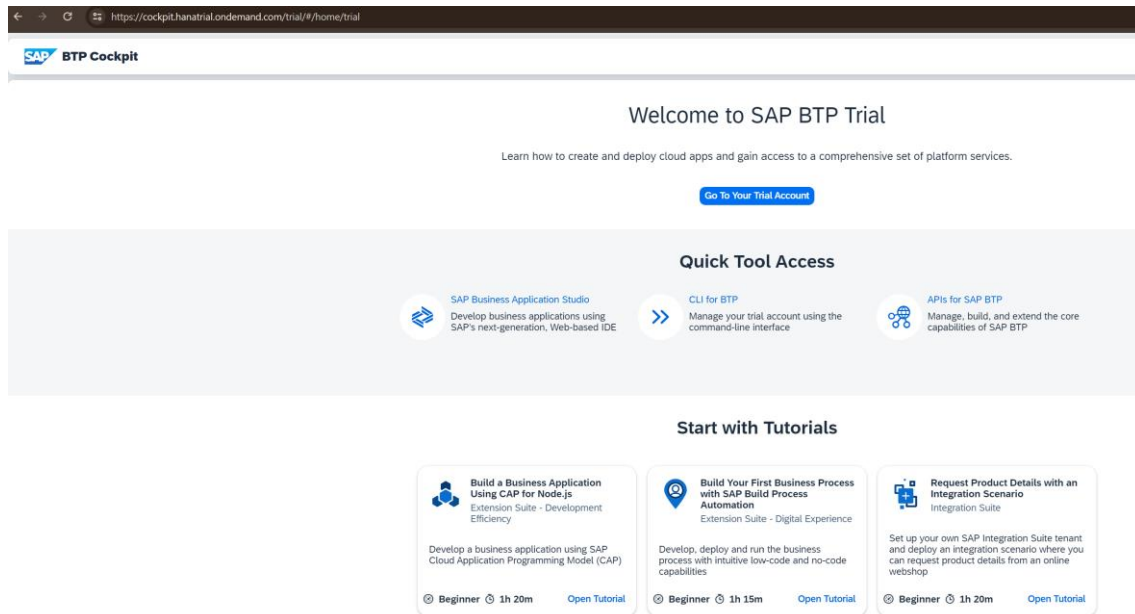 https://cockpit.hanatrial.ondemand.com/trial/#/home/trial
SAP BTP Cockpit
Welcome to SAP BTP Trial
Learn how to create and deploy cloud apps and gain access to a comprehensive set of platform services.
Go To Your Trial Account
Quick Tool Access
SAP Business Application Studio
Develop business applications using
SAP's next-generation, Web-based IDE
CLI for BTP
Manage your trial account using the
command-line interface
APIs for SAP BTP
Manage, build, and extend the core
capabilities of SAP BTP
Start with Tutorials
Build a Business Application
Using CAP for Node.js
Extension Suite - Development
Efficiency
Develop a business application using SAP
Cloud Application Programming Model (CAP)
Beginner 1h 20m Open Tutorial
Build Your First Business Process
with SAP Build Process
Automation
Extension Suite - Digital Experience
Develop, deploy and run the business
process with intuitive low-code and no-code
capabilities
Beginner 1h 15m Open Tutorial
Request Product Details with an
Integration Scenario
Integration Suite
Set up your own SAP Integration Suite tenant
and deploy an integration scenario where you
can request product details from an online
webshop
Beginner 1h 20m Open Tutorial